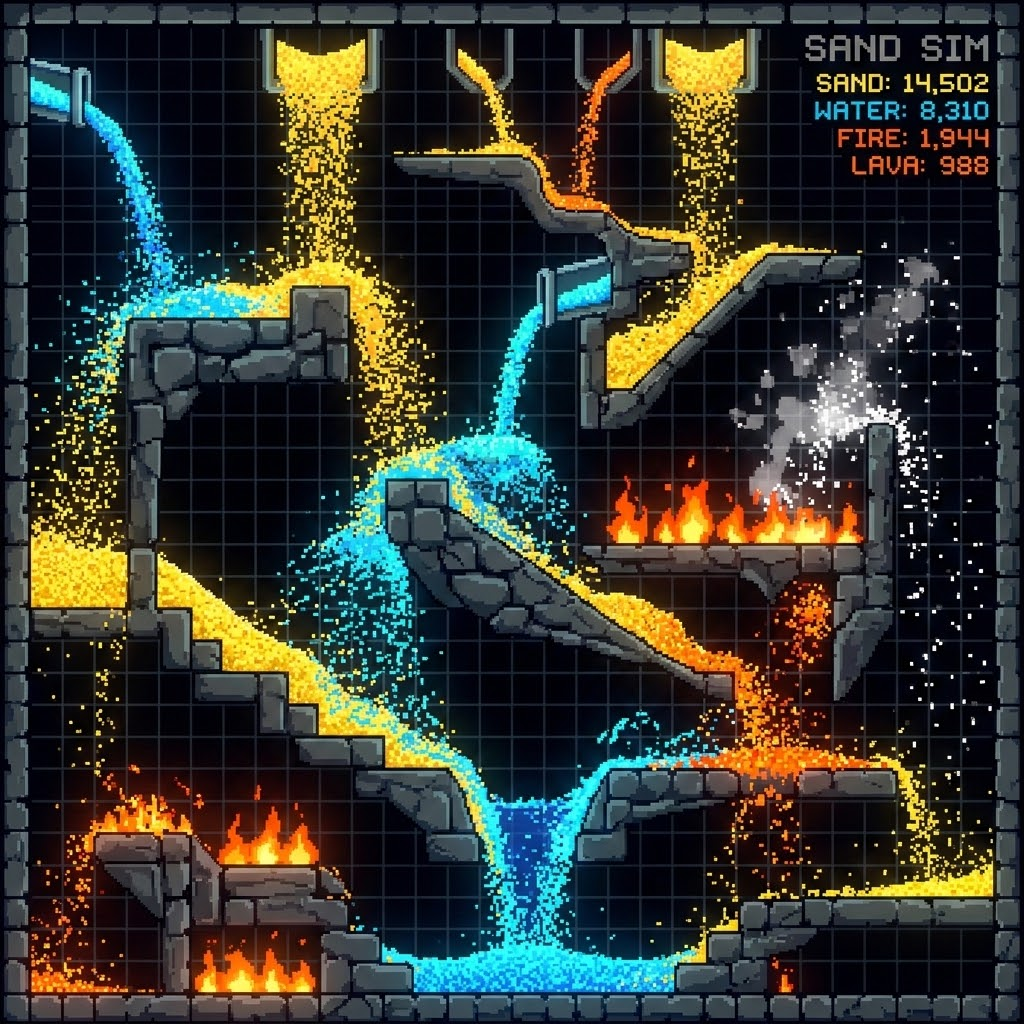 SAND SIM
SAND: 14,502
WATER: 8,310
FIRE: 1,944
LAVA: 988